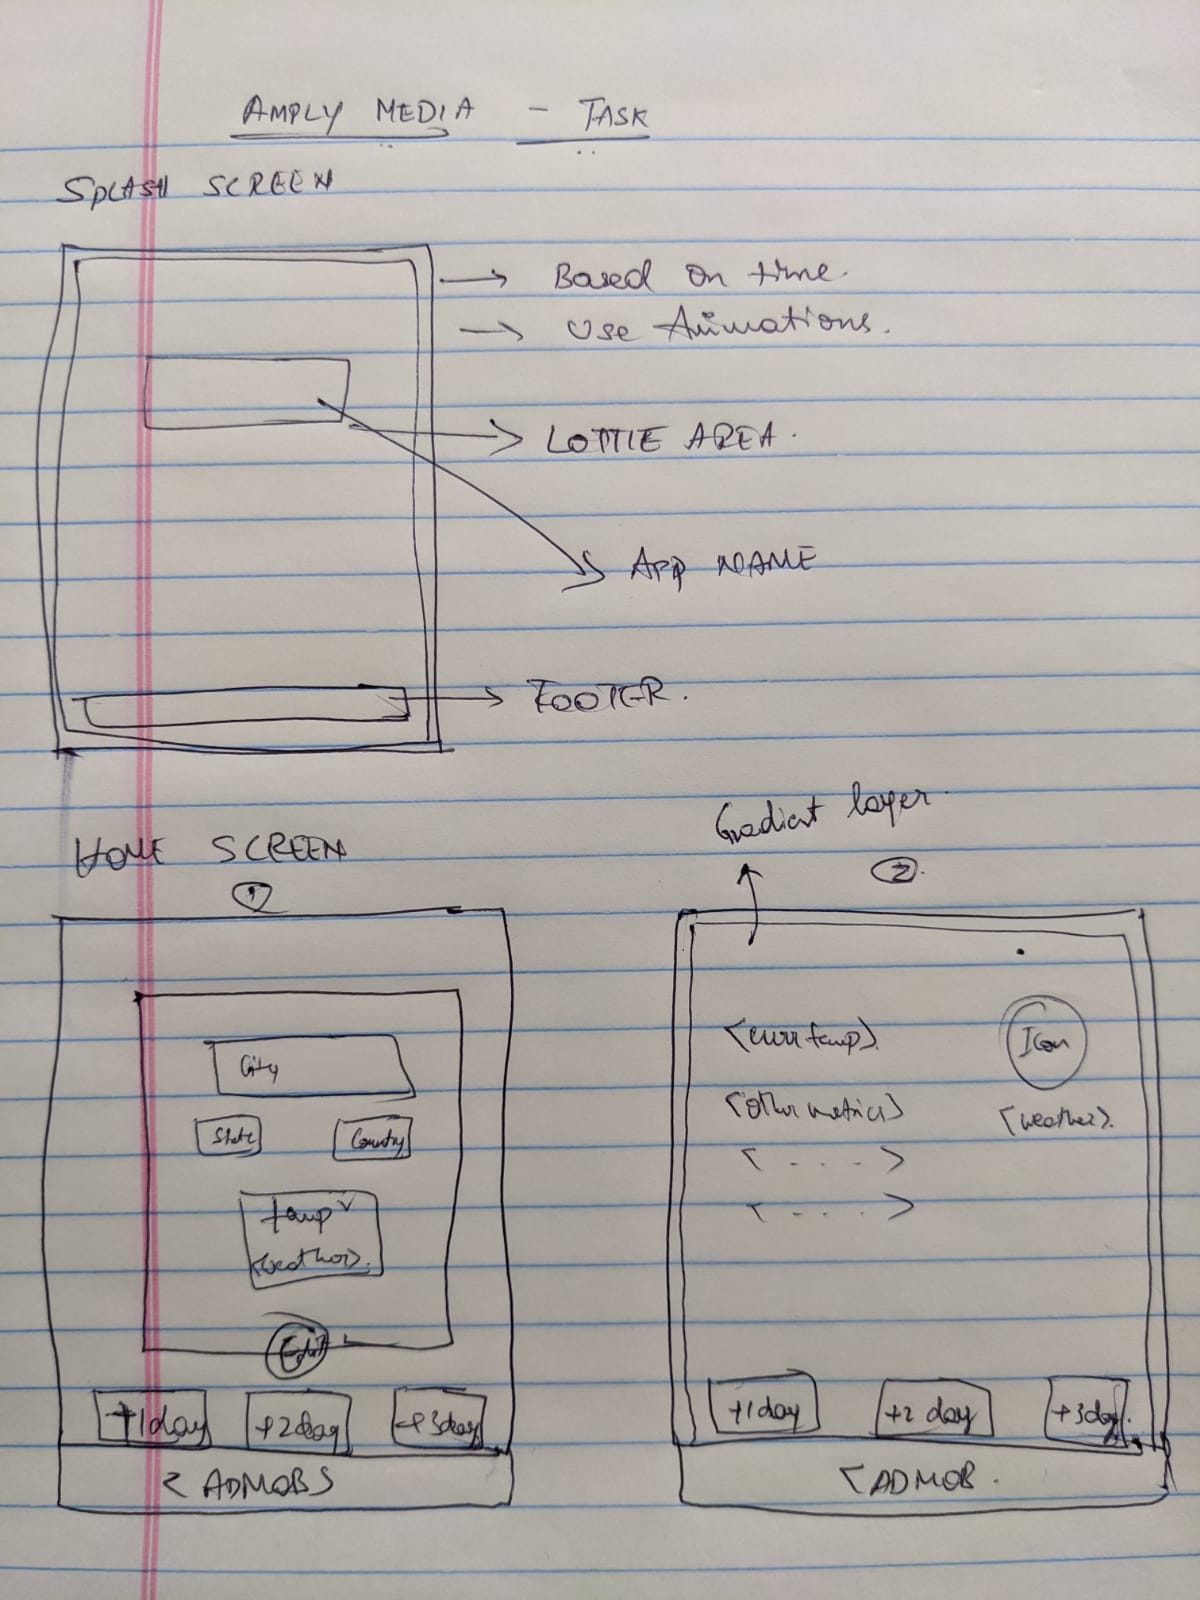 AMPLY MEDIA - TASK
SPLASH SCREEN
→ Based on time.
→ Use Animations.
→ LOTTIE AREA.
APP NAME
→ FOOTER.
Gradient layer.
HOME SCREEN
①
②
City
State
Country
temp
<weather>
Edit
+1day
+2day
+3day
< ADMOBS
<curr temp>
Icon
<other metrics>
<weather>
< - . . . >
< - . . . >
+1day
+2 day
+3day
< ADMOB.